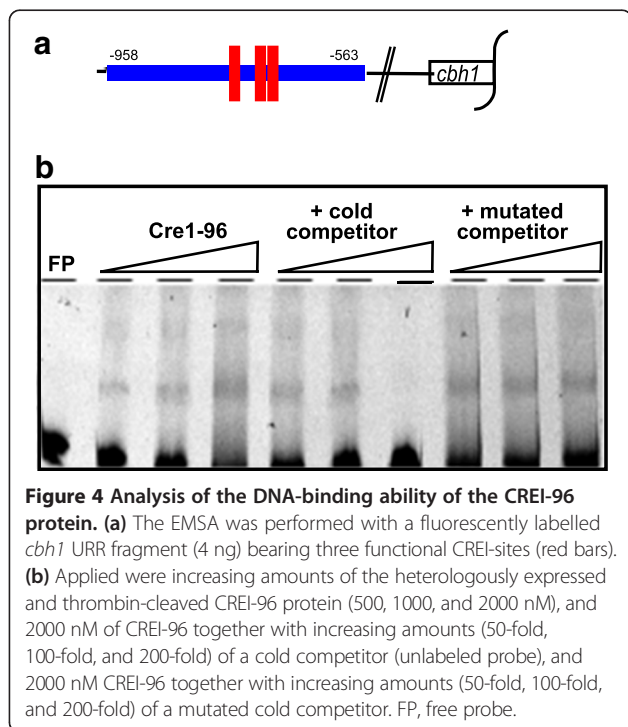 a
-958
-563
cbh1
b
Cre1-96
+ cold
competitor
+ mutated
competitor
FP
Figure 4 Analysis of the DNA-binding ability of the CREI-96
protein. (a) The EMSA was performed with a fluorescently labelled
cbh1 URR fragment (4 ng) bearing three functional CREI-sites (red bars).
(b) Applied were increasing amounts of the heterologously expressed
and thrombin-cleaved CREI-96 protein (500, 1000, and 2000 nM), and
2000 nM of CREI-96 together with increasing amounts (50-fold,
100-fold, and 200-fold) of a cold competitor (unlabeled probe), and
2000 nM CREI-96 together with increasing amounts (50-fold, 100-fold,
and 200-fold) of a mutated cold competitor. FP, free probe.